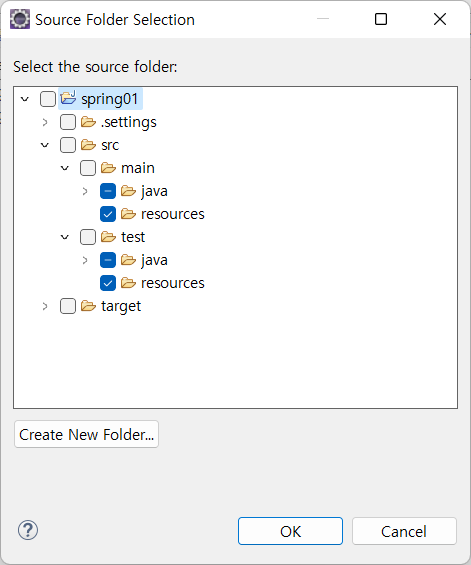 Source Folder Selection
Select the source folder:
spring01
.settings
src
main
java
resources
test
java
resources
target
Create New Folder...
OK
Cancel